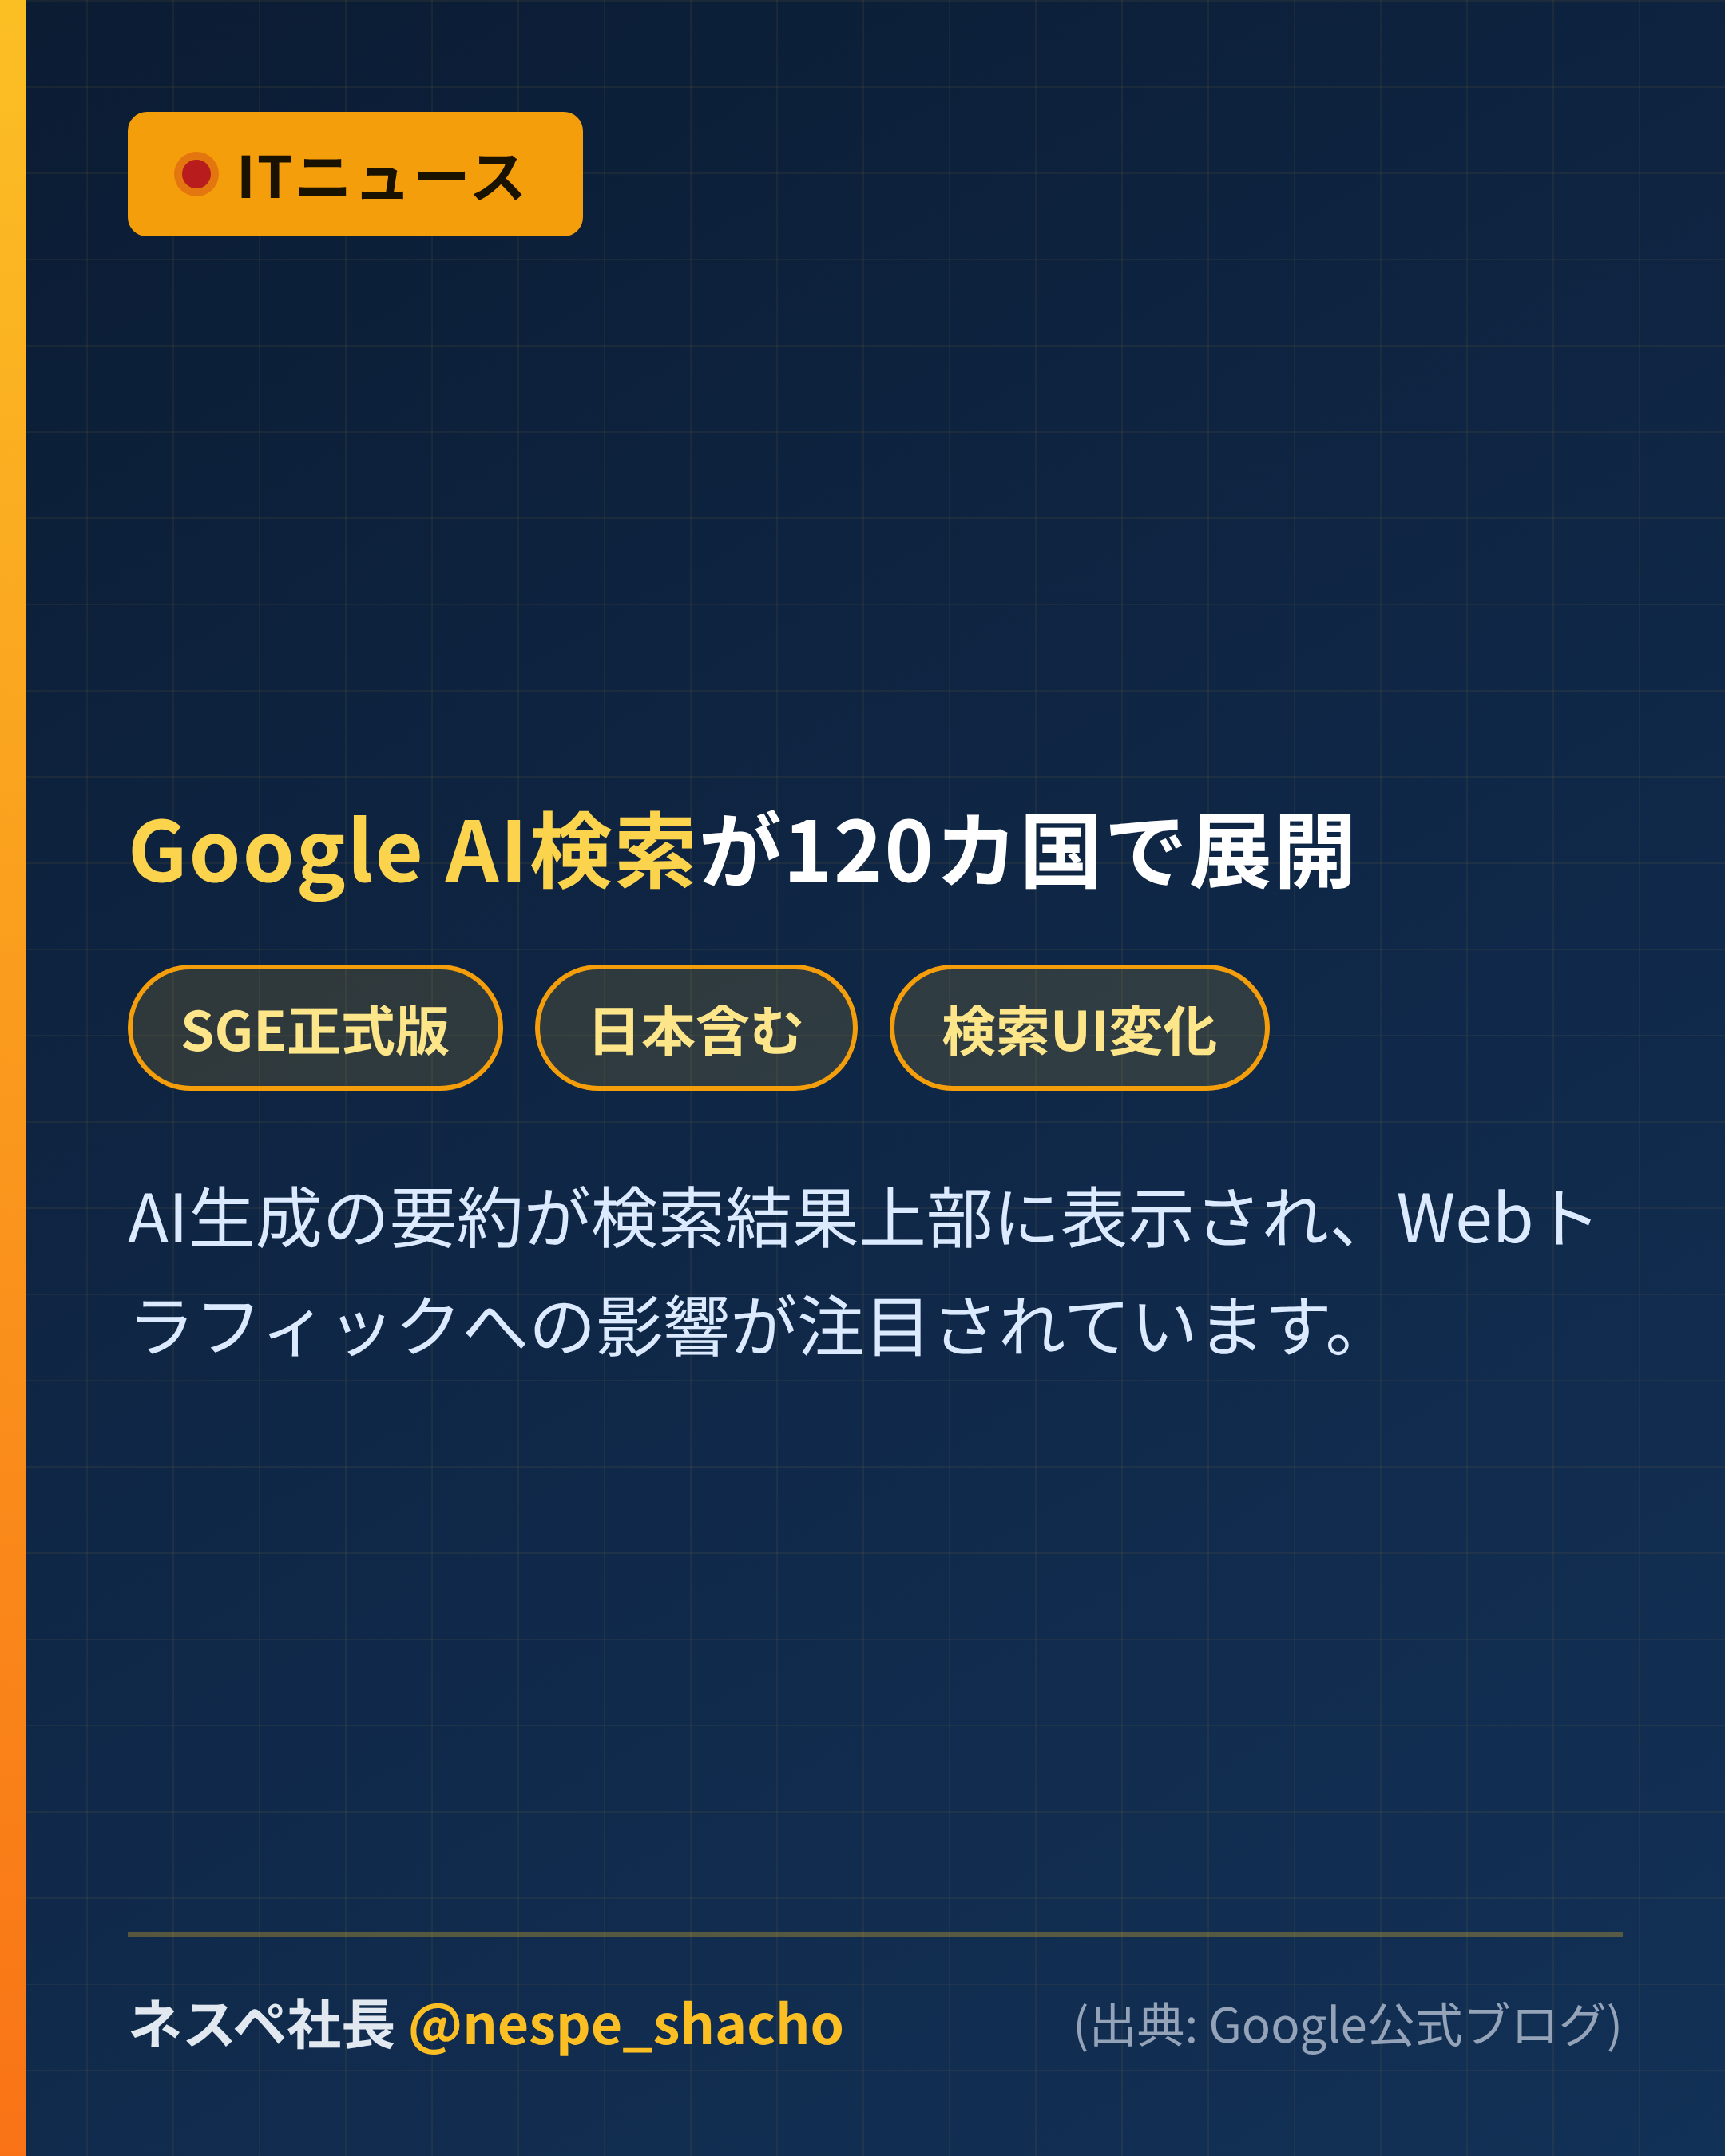 ITニュース
Google AI検索が120カ国で展開
SGE正式版 日本含む 検索UI変化
AI生成の要約が検索結果上部に表示され、Webト
ラフィックへの影響が注目されています。
ネスペ社長 @nespe_shacho (出典: Google公式ブログ)